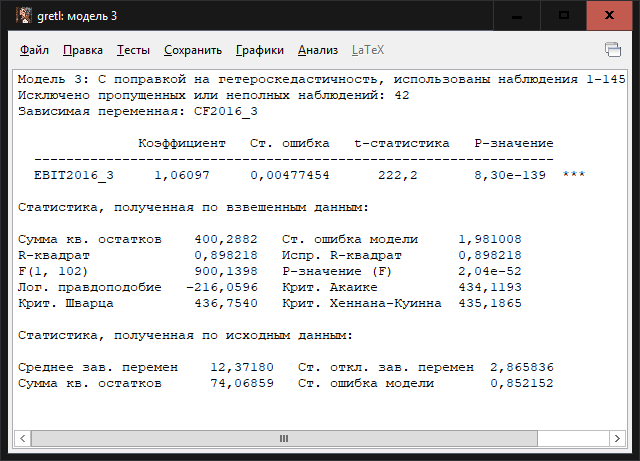 gretl: модель 3
Файл Правка Тесты Сохранить Графики Анализ LaTeX
Модель 3: С поправкой на гетероскедастичность, использованы наблюдения 1-145
Исключено пропущенных или неполных наблюдений: 42
Зависимая переменная: CF2016_3
Коэффициент Ст. ошибка t-статистика P-значение
---------------------------------------------------------------
EBIT2016_3 1,06097 0,00477454 222,2 8,30e-139 ***
Статистика, полученная по взвешенным данным:
Сумма кв. остатков 400,2882 Ст. ошибка модели 1,981008
R-квадрат 0,898218 Испр. R-квадрат 0,898218
F(1, 102) 900,1398 P-значение (F) 2,04e-52
Лог. правдоподобие -216,0596 Крит. Акаике 434,1193
Крит. Шварца 436,7540 Крит. Хеннана-Куинна 435,1865
Статистика, полученная по исходным данным:
Среднее зав. перемен 12,37180 Ст. откл. зав. перемен 2,865836
Сумма кв. остатков 74,06859 Ст. ошибка модели 0,852152